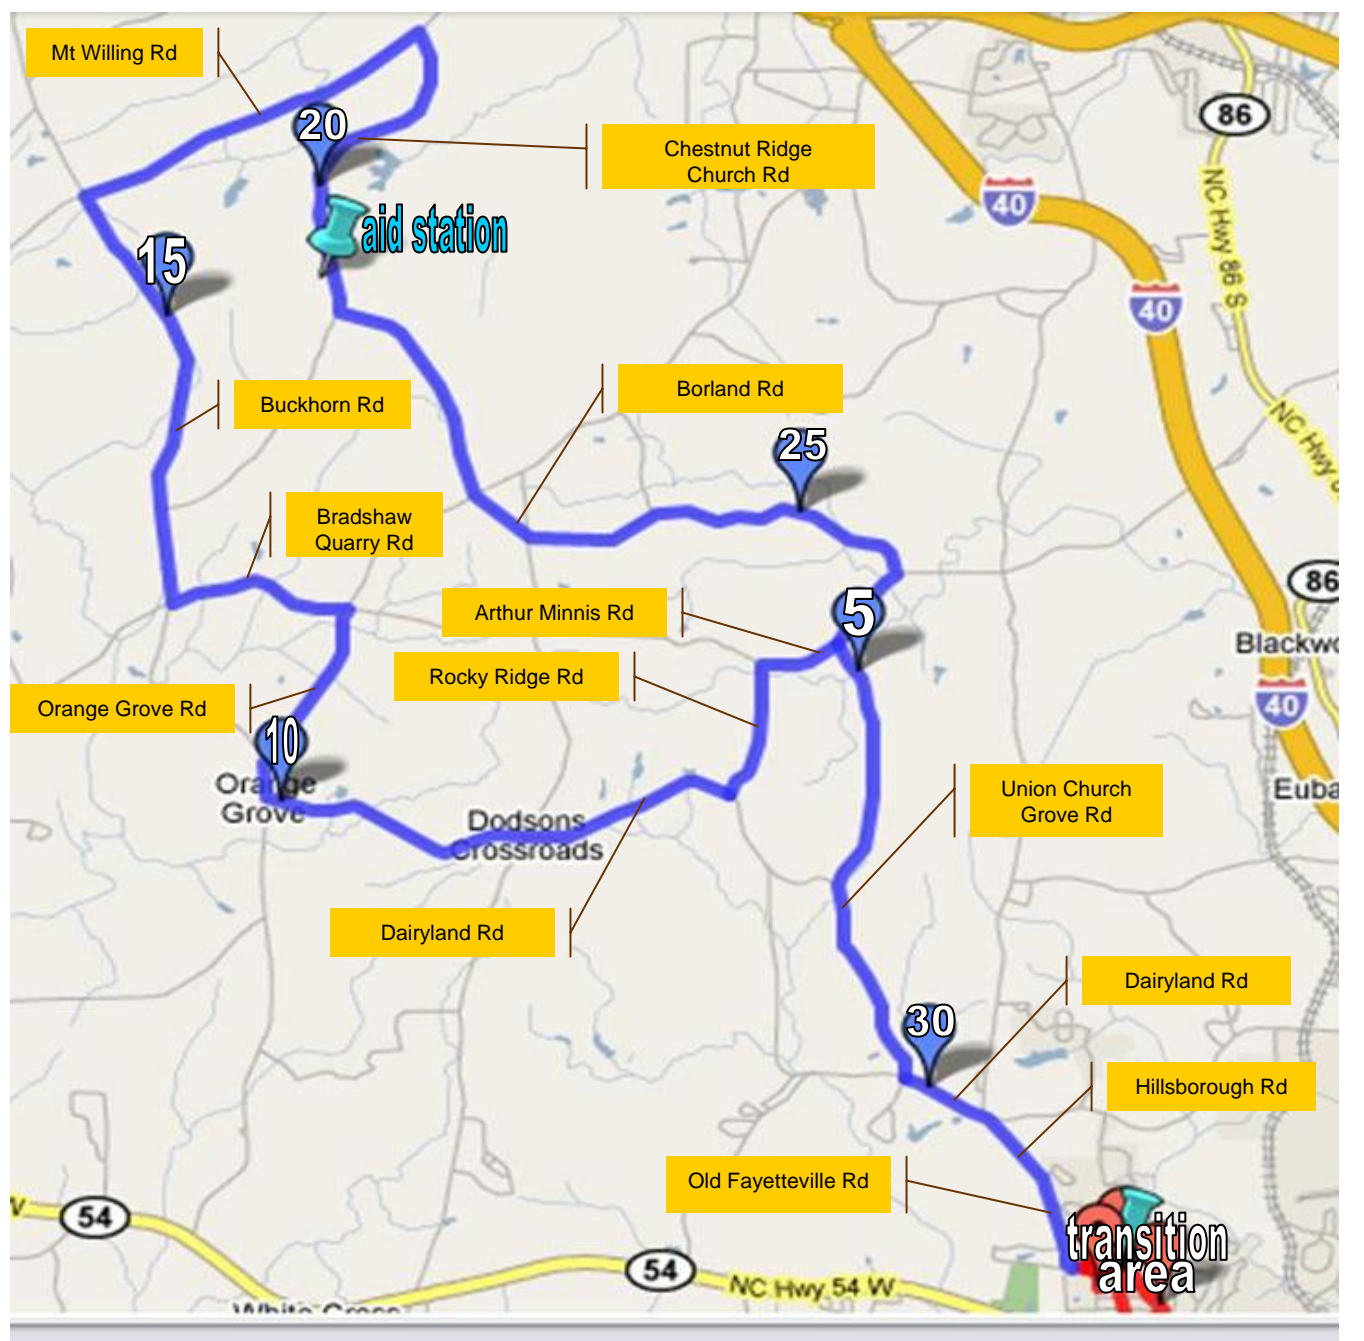 Mt Willing Rd
86
20
Chestnut Ridge
Church Rd
40
NC Hwy 86 S
aid station
15
40
Buckhorn Rd
Borland Rd
NC Hwy
25
Bradshaw
Quarry Rd
86
Arthur Minnis Rd
5
Blackwo
Rocky Ridge Rd
Orange Grove Rd
40
10
Orange
Grove
Union Church
Grove Rd
Euba
Dodsons
Crossroads
Dairyland Rd
Dairyland Rd
30
Hillsborough Rd
Old Fayetteville Rd
W
54
transition
area
54
NC Hwy 54 W
White Cross